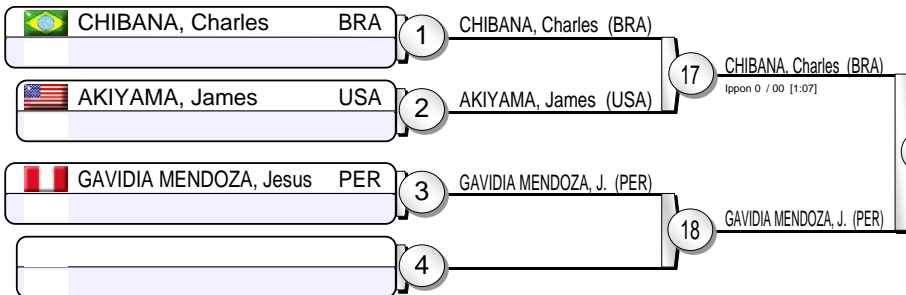 CHIBANA, Charles BRA
1
CHIBANA, Charles (BRA)
17
CHIBANA, Charles (BRA)
Ippon 0 / 00 [1:07]
AKIYAMA, James USA
2
AKIYAMA, James (USA)
GAVIDIA MENDOZA, Jesus PER
3
GAVIDIA MENDOZA, J. (PER)
18
GAVIDIA MENDOZA, J. (PER)
4